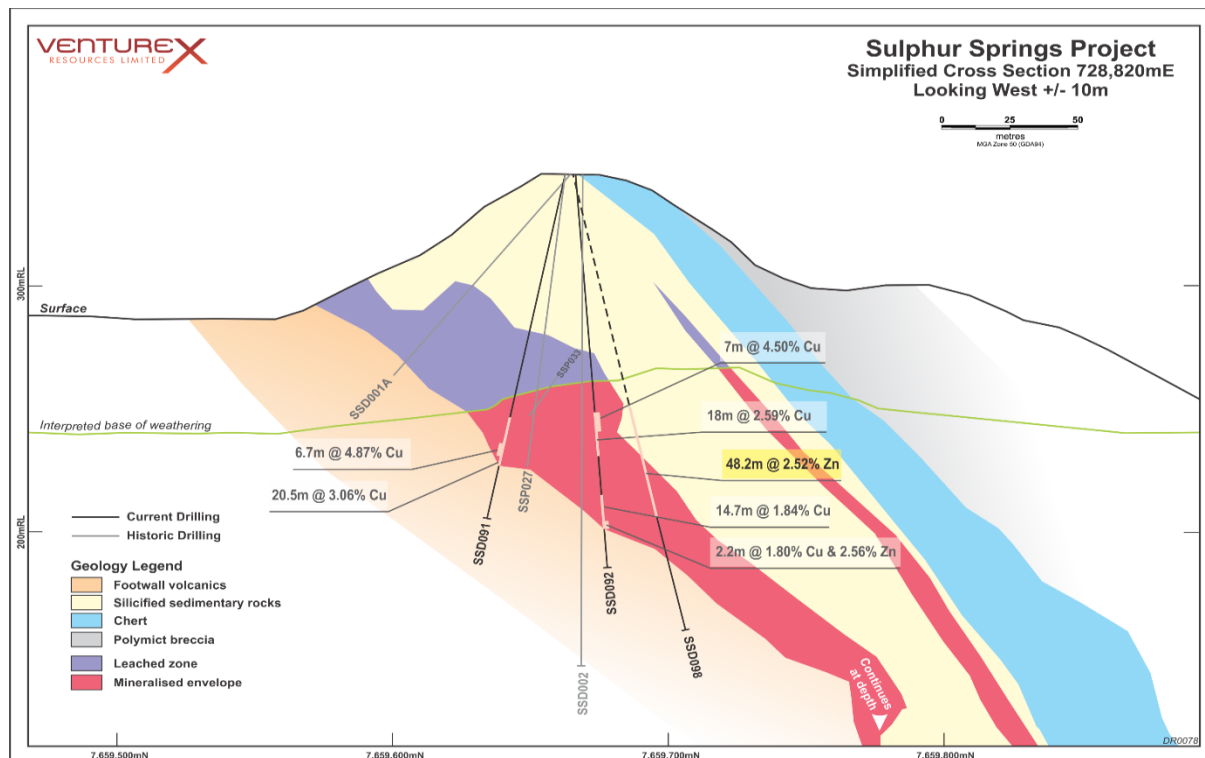 VENTUREX
RESOURCES LIMITED
Sulphur Springs Project
Simplified Cross Section 728,820mE
Looking West +/- 10m
0 25 50
metres
MGA Zone 50 (GDA94)
300mRL
Surface
7m @ 4.50% Cu
SSP033
SSD001A
18m @ 2.59% Cu
Interpreted base of weathering
6.7m @ 4.87% Cu
48.2m @ 2.52% Zn
20.5m @ 3.06% Cu
SSP027
14.7m @ 1.84% Cu
200mRL
2.2m @ 1.80% Cu & 2.56% Zn
SSD091
SSD092
SSD098
SSD002
Current Drilling
Historic Drilling
Geology Legend
Footwall volcanics
Silicified sedimentary rocks
Chert
Polymict breccia
Leached zone
Mineralised envelope
Continues
at depth
DR0078
7,659,500mN 7,659,600mN 7,659,700mN 7,659,800mN